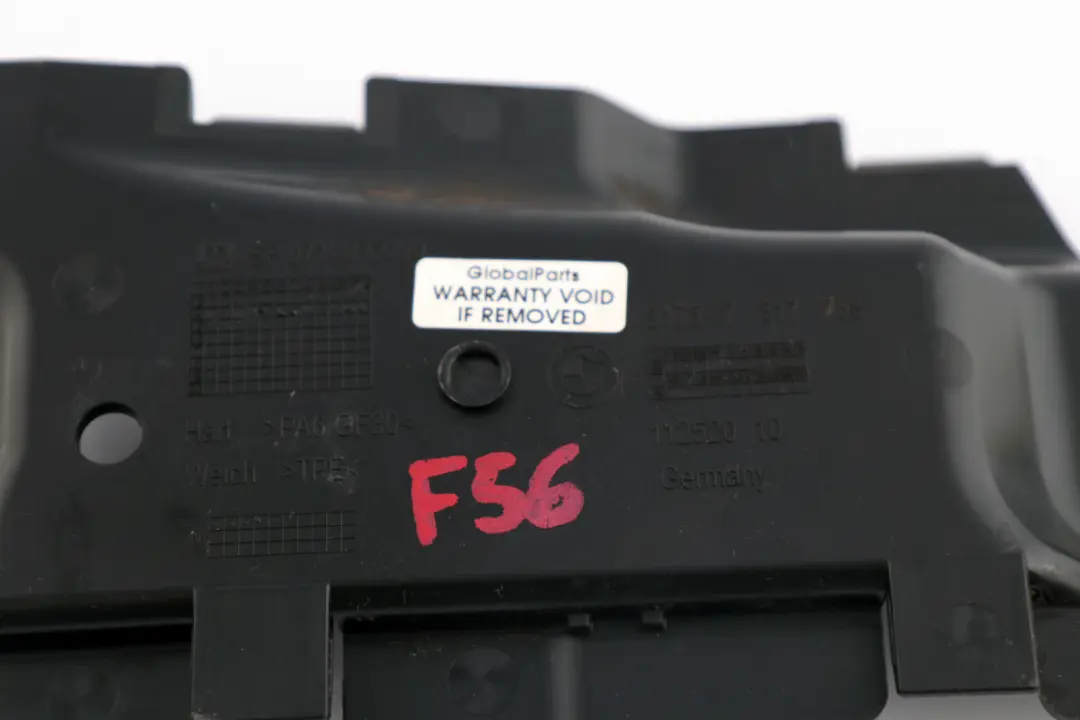 GlobalParts
WARRANTY VOID
IF REMOVED
Hart >PA6 GF30<
Weich >TPE<
112520 10
Germany
F56